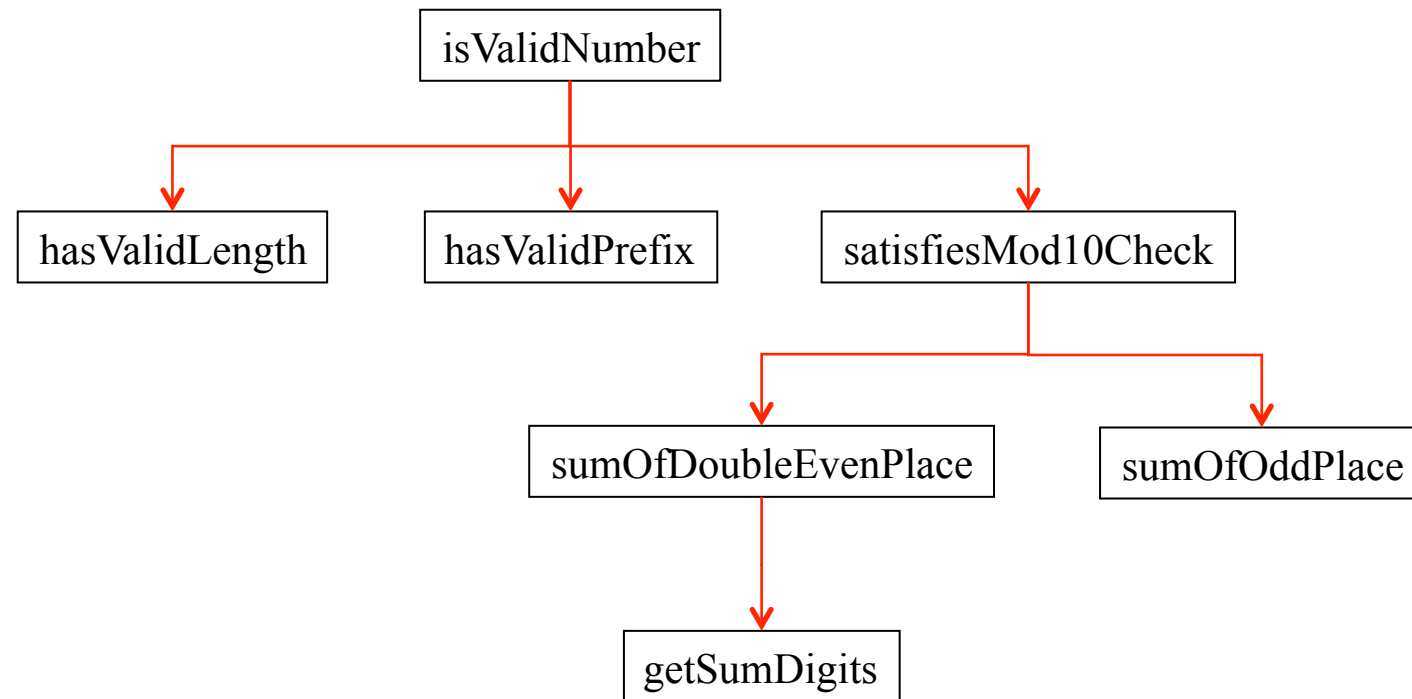 isValidNumber
hasValidLength
hasValidPrefix
satisfiesMod10Check
sumOfDoubleEvenPlace
sumOfOddPlace
getSumDigits